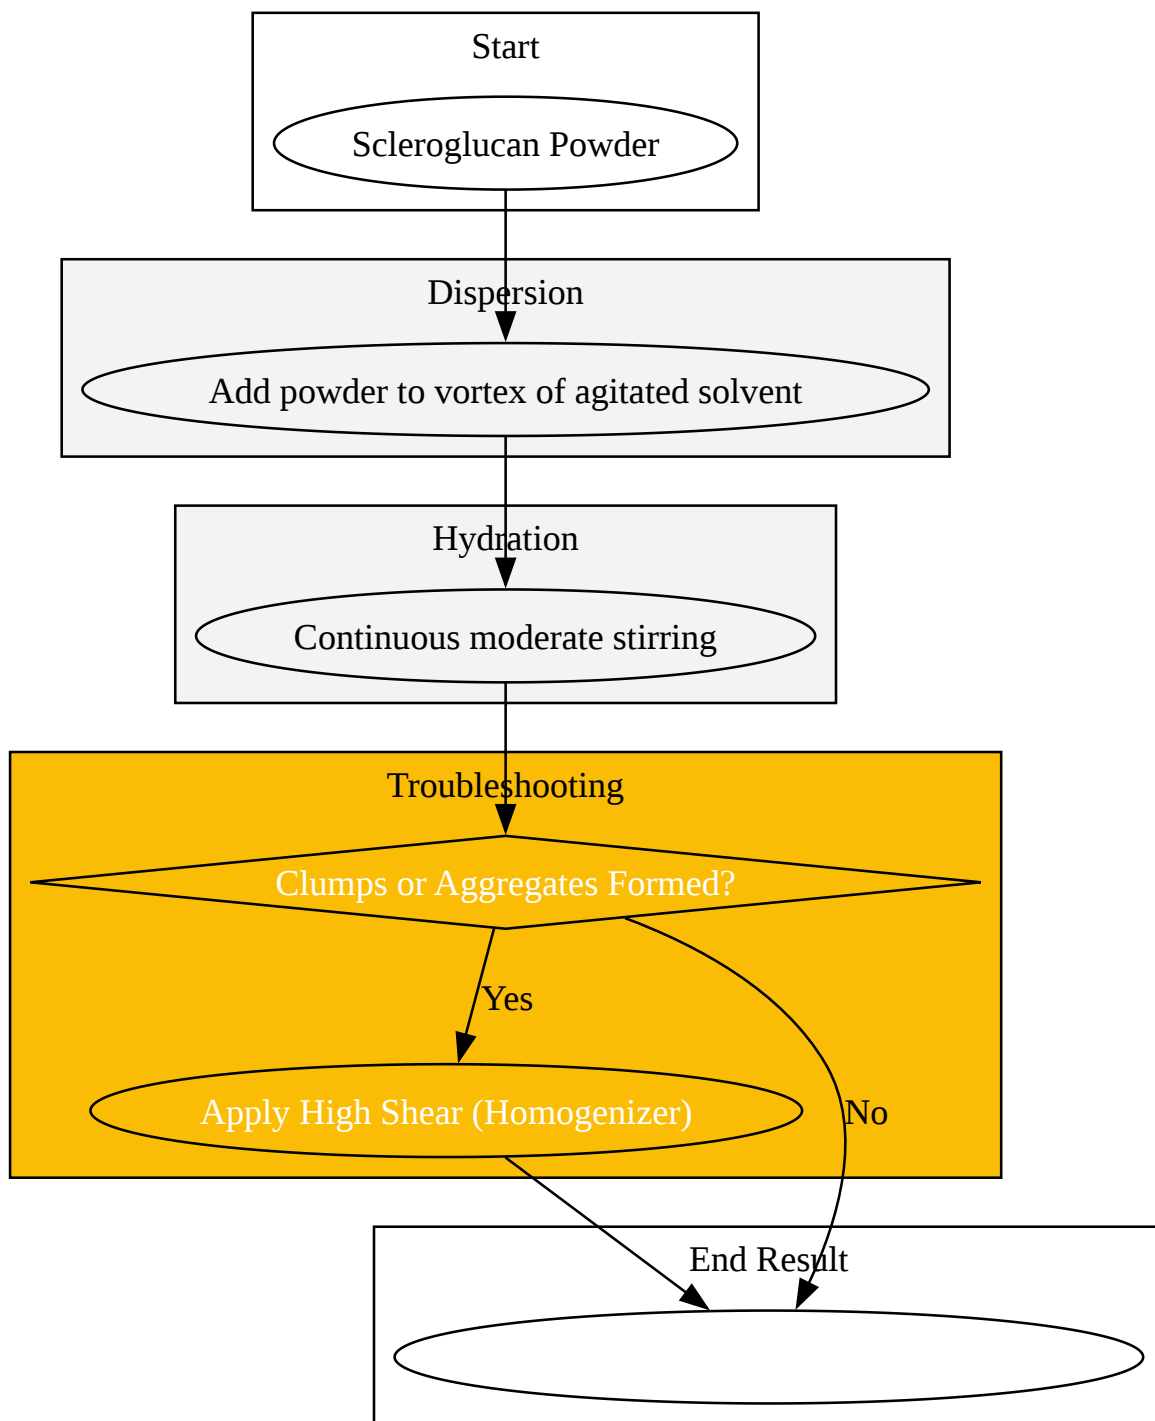 Start
Scleroglucan Powder
Dispersion
Add powder to vortex of agitated solvent
Hydration
Continuous moderate stirring
Troubleshooting
Clumps or Aggregates Formed?
Yes
Apply High Shear (Homogenizer)
No
End Result